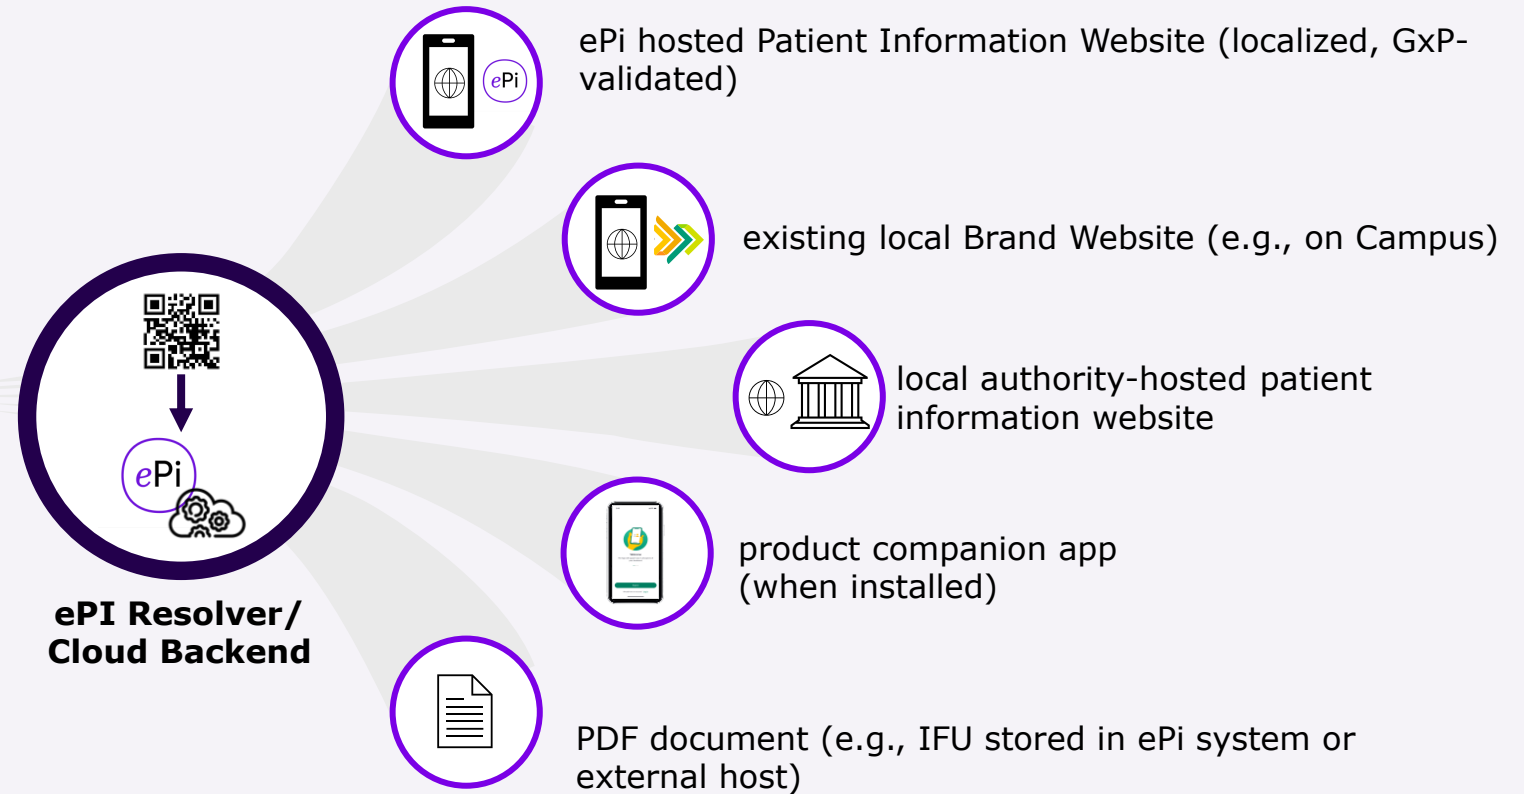 ePi hosted Patient Information Website (localized, GxP-
validated)
ePi
existing local Brand Website (e.g., on Campus)
local authority-hosted patient
information website
ePi
product companion app
(when installed)
ePI Resolver/
Cloud Backend
PDF document (e.g., IFU stored in ePi system or
external host)